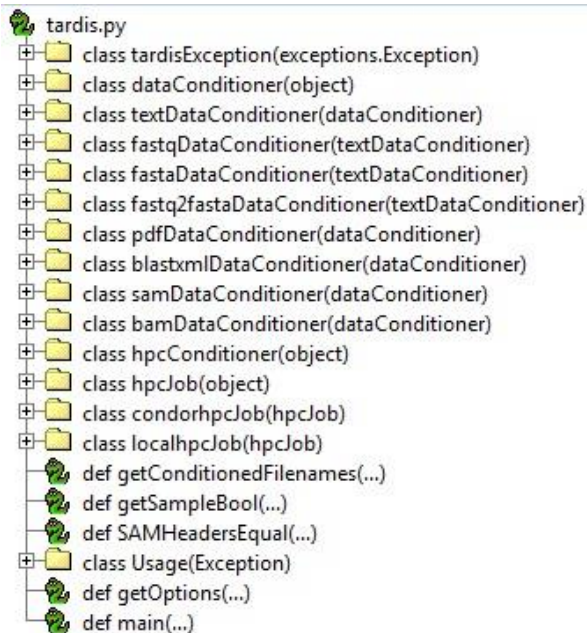 tardis.py
class tardisException(exceptions.Exception)
class dataConditioner(object)
class textDataConditioner(dataConditioner)
class fastqDataConditioner(textDataConditioner)
class fastaDataConditioner(textDataConditioner)
class fastq2fastaDataConditioner(textDataConditioner)
class pdfDataConditioner(dataConditioner)
class blastxmlDataConditioner(dataConditioner)
class samDataConditioner(dataConditioner)
class bamDataConditioner(dataConditioner)
class hpcConditioner(object)
class hpcJob(object)
class condorhpcJob(hpcJob)
class localhpcJob(hpcJob)
def getConditionedFilenames(...)
def getSampleBool(...)
def SAMHeadersEqual(...)
class Usage(Exception)
def getOptions(...)
def main(...)